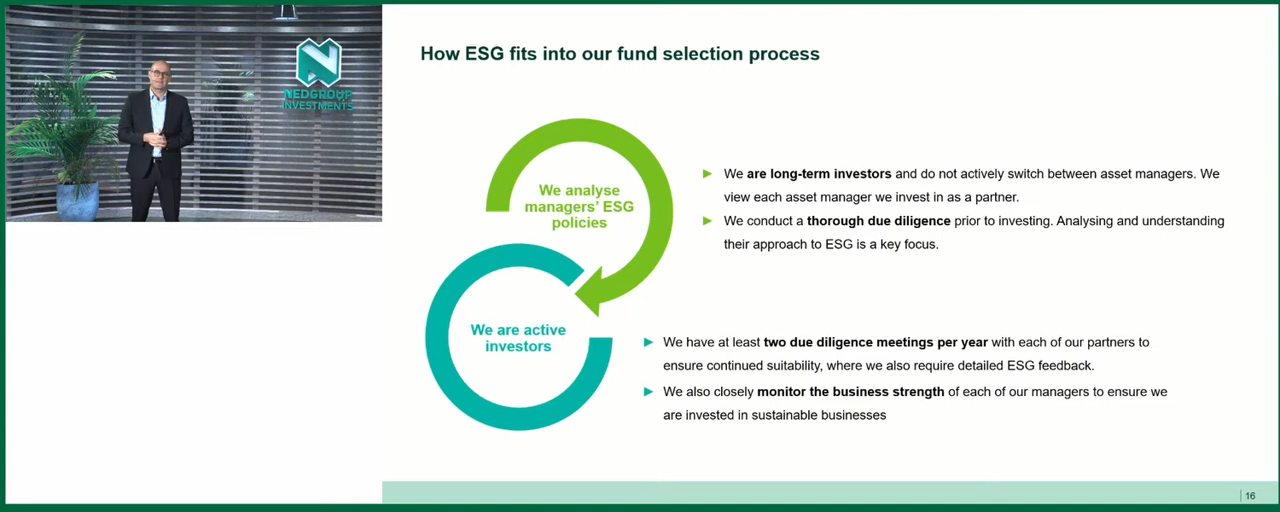 NEDGROUP
INVESTMENTS
How ESG fits into our fund selection process
We analyse
managers’ ESG
policies
We are long-term investors and do not actively switch between asset managers. We
view each asset manager we invest in as a partner.
We conduct a thorough due diligence prior to investing. Analysing and understanding
their approach to ESG is a key focus.
We are active
investors
We have at least two due diligence meetings per year with each of our partners to
ensure continued suitability, where we also require detailed ESG feedback.
We also closely monitor the business strength of each of our managers to ensure we
are invested in sustainable businesses
16